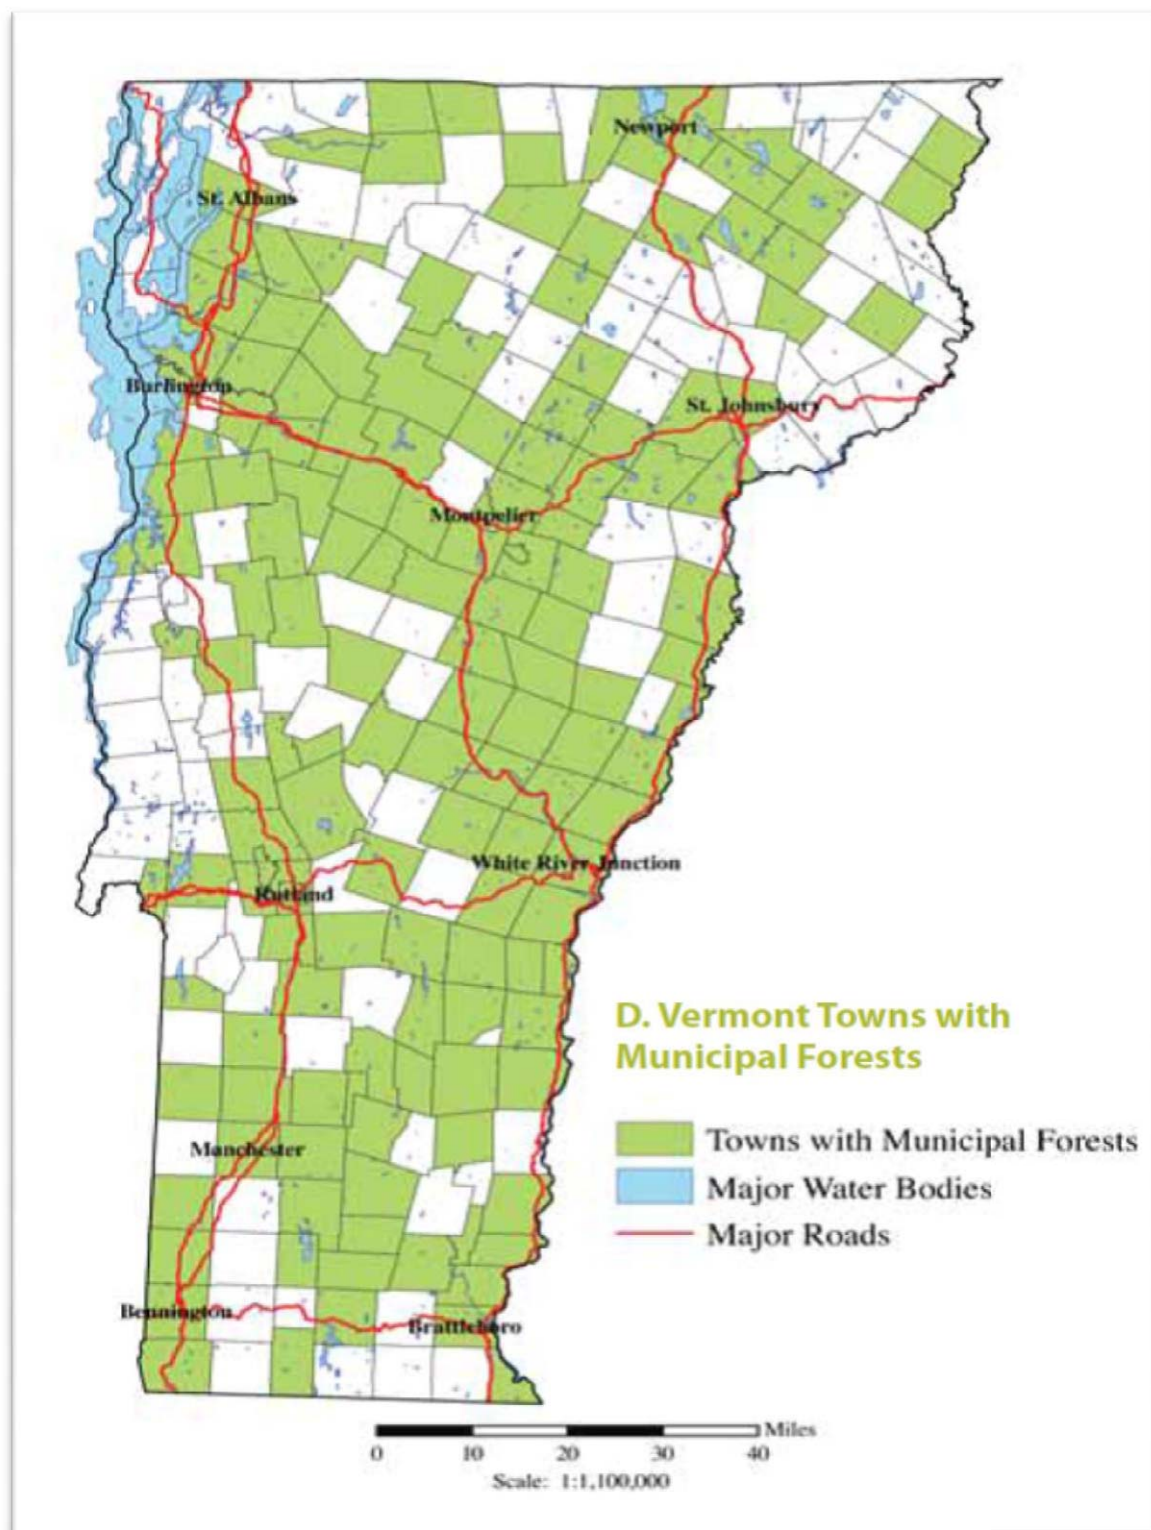 Newport
St. Albans
Burlington
St. Johnsbury
Montpelier
White River Junction
Rutland
D. Vermont Towns with
Municipal Forests
Towns with Municipal Forests
Major Water Bodies
Major Roads
Manchester
Bennington
Brattleboro
Miles
0 10 20 30 40
Scale: 1:1,100,000